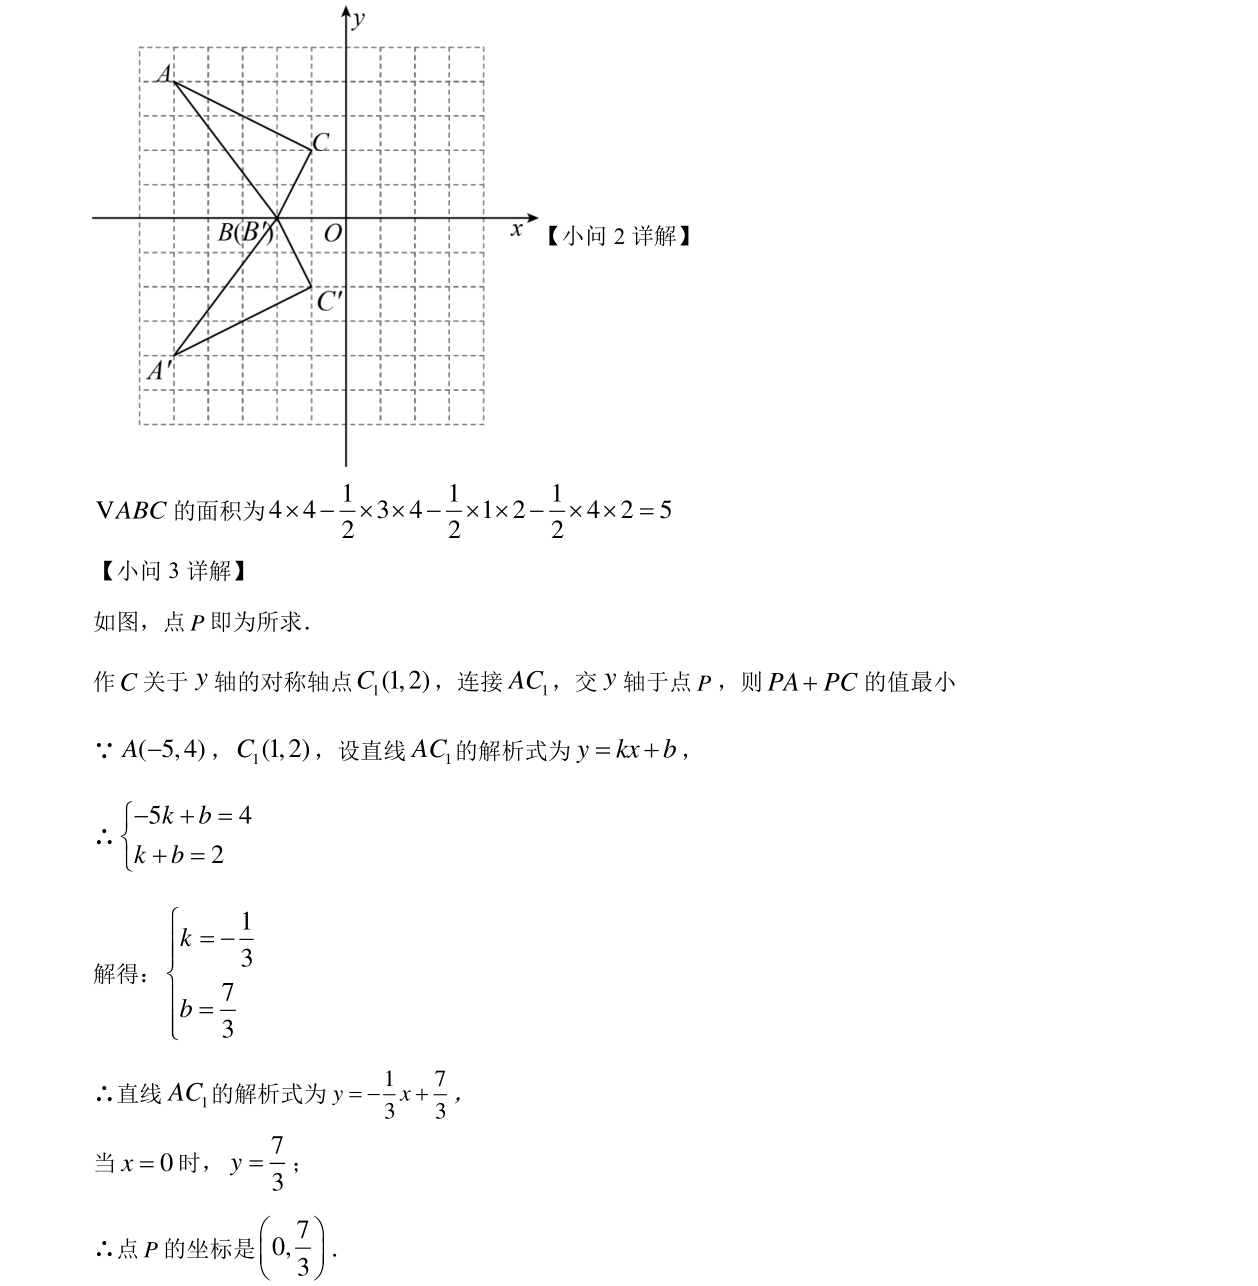 y
A
C
B(B′) O x 【小问 2 详解】
C′
A′
VABC 的面积为 4×4−1/2×3×4−1/2×1×2−1/2×4×2=5
【小问 3 详解】
如图，点 P 即为所求．
作 C 关于 y 轴的对称轴点 C₁(1,2)，连接 AC₁，交 y 轴于点 P，则 PA+PC 的值最小
∵ A(−5,4)，C₁(1,2)，设直线 AC₁ 的解析式为 y=kx+b，
∴ {−5k+b=4
k+b=2
解得：{k=−1/3
b=7/3
∴直线 AC₁ 的解析式为 y=−1/3x+7/3，
当 x=0 时，y=7/3；
∴点 P 的坐标是(0,7/3)．